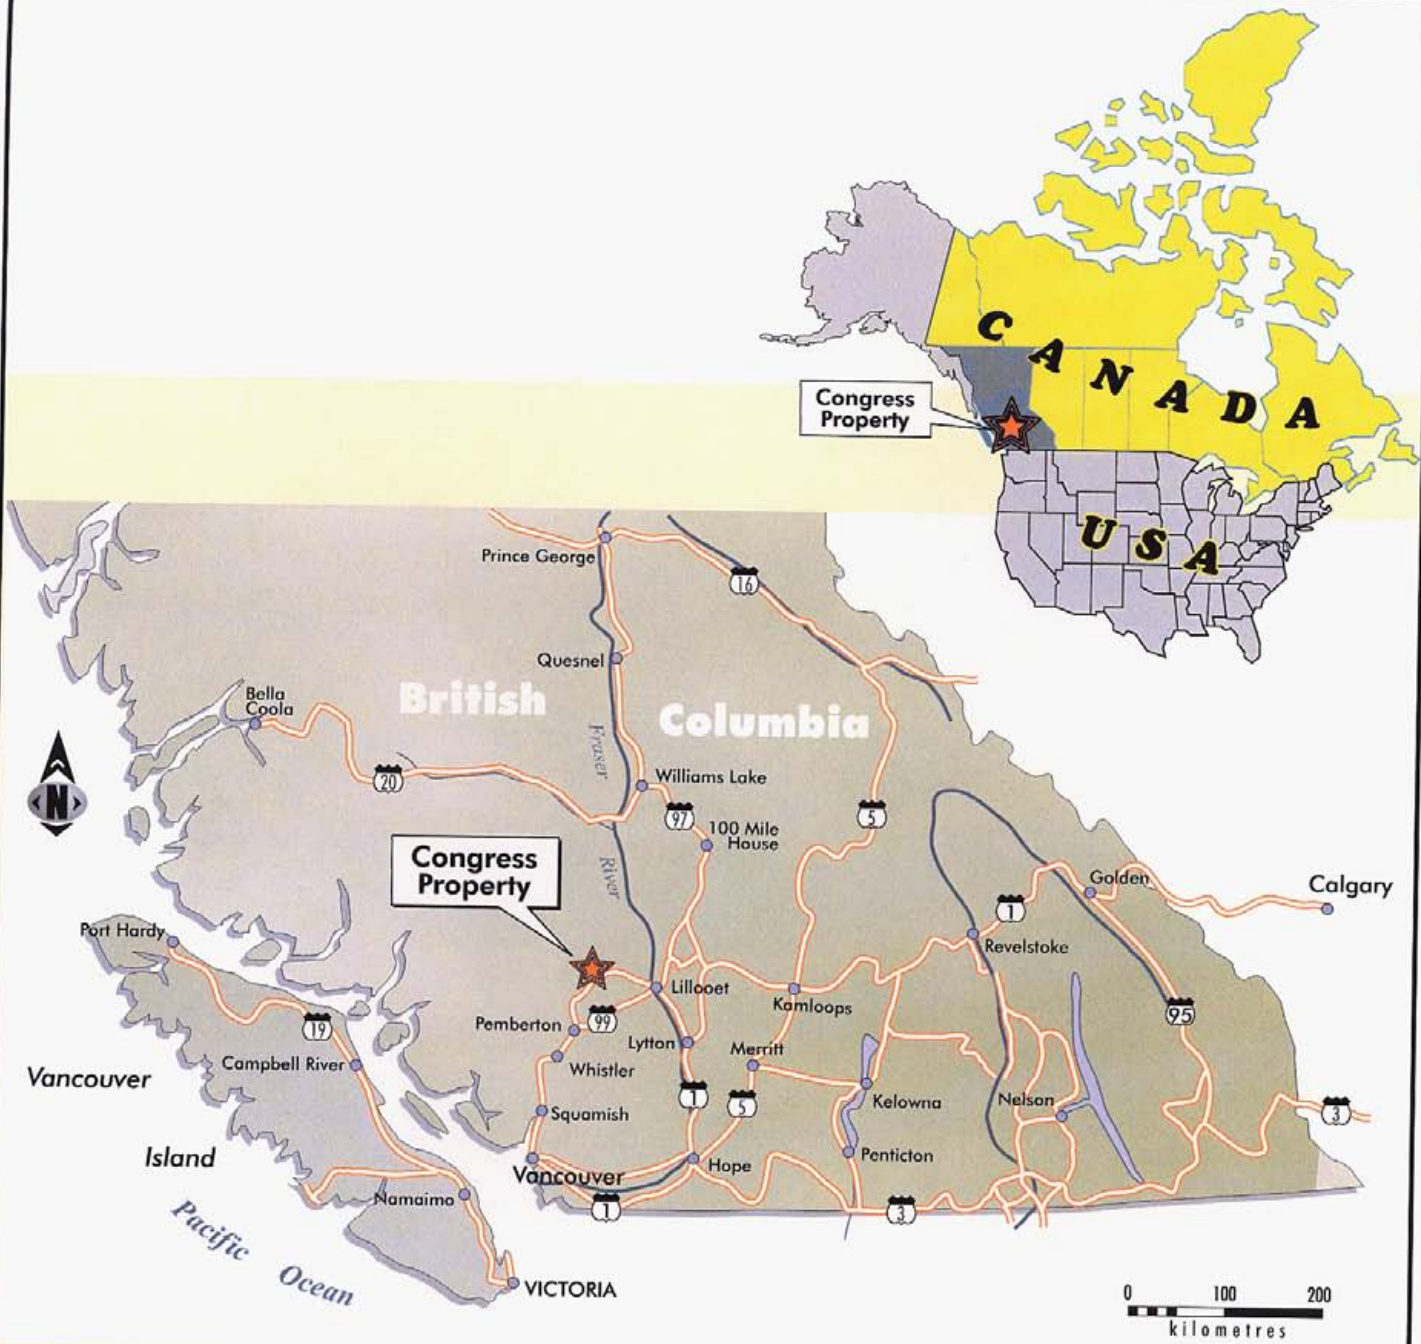 C A N A D A
Congress
Property
U S A
Prince George
16
Quesnel
British
Columbia
Bella
Coola
Fraser
River
20
Williams Lake
97
100 Mile
House
5
N
Congress
Property
Golden
Calgary
1
Revelstoke
Port Hardy
Lillooet
Kamloops
99
95
Pemberton
19
Lytton
Merritt
Campbell River
Whistler
Vancouver
Island
1
5
Kelowna
Nelson
3
Squamish
Hope
Penticton
Vancouver
1
3
Namaimo
Pacific Ocean
VICTORIA
0 100 200
kilometres